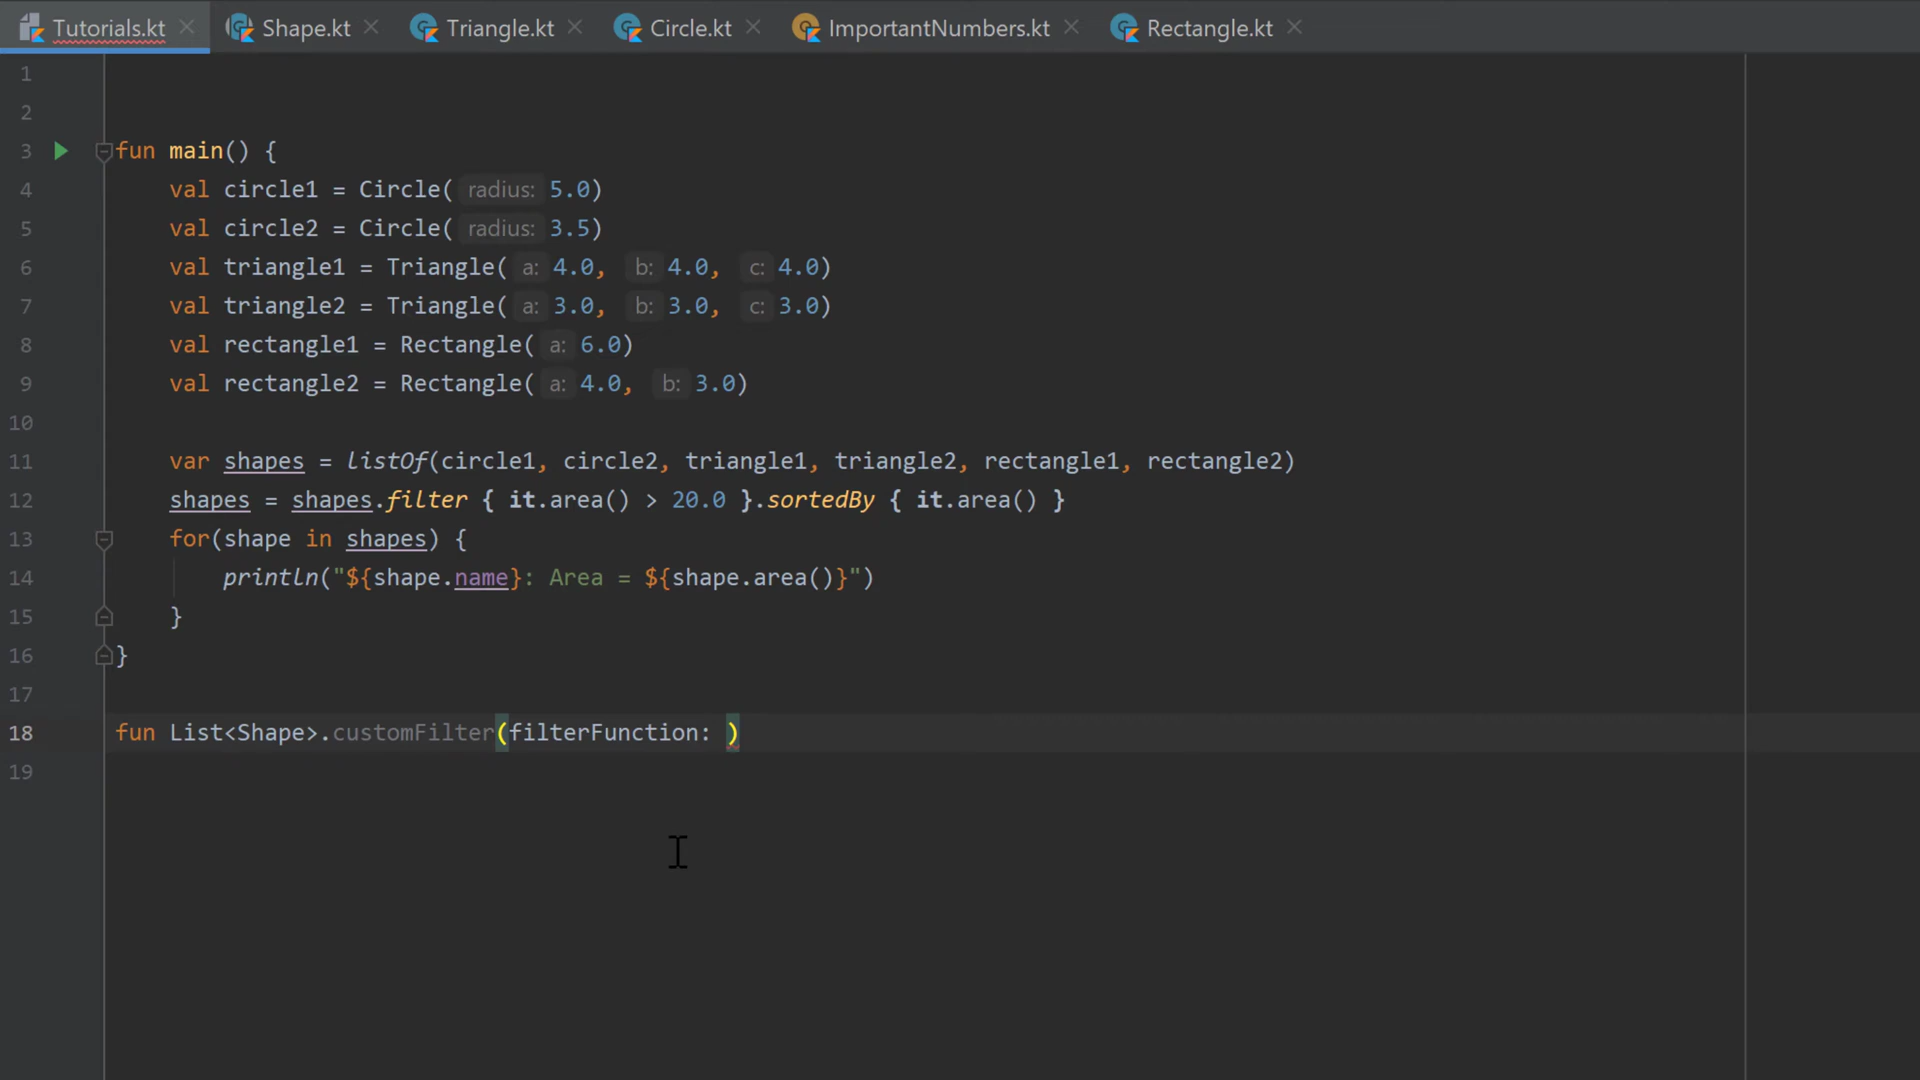 Tutorials.kt Shape.kt Triangle.kt Circle.kt ImportantNumbers.kt Rectangle.kt
1
2
3 fun main() {
4 val circle1 = Circle( radius: 5.0)
5 val circle2 = Circle( radius: 3.5)
6 val triangle1 = Triangle( a: 4.0, b: 4.0, c: 4.0)
7 val triangle2 = Triangle( a: 3.0, b: 3.0, c: 3.0)
8 val rectangle1 = Rectangle( a: 6.0)
9 val rectangle2 = Rectangle( a: 4.0, b: 3.0)
10
11 var shapes = listOf(circle1, circle2, triangle1, triangle2, rectangle1, rectangle2)
12 shapes = shapes.filter { it.area() > 20.0 }.sortedBy { it.area() }
13 for(shape in shapes) {
14 println("${shape.name}: Area = ${shape.area()}")
15 }
16 }
17
18 fun List<Shape>.customFilter(filterFunction: )
19